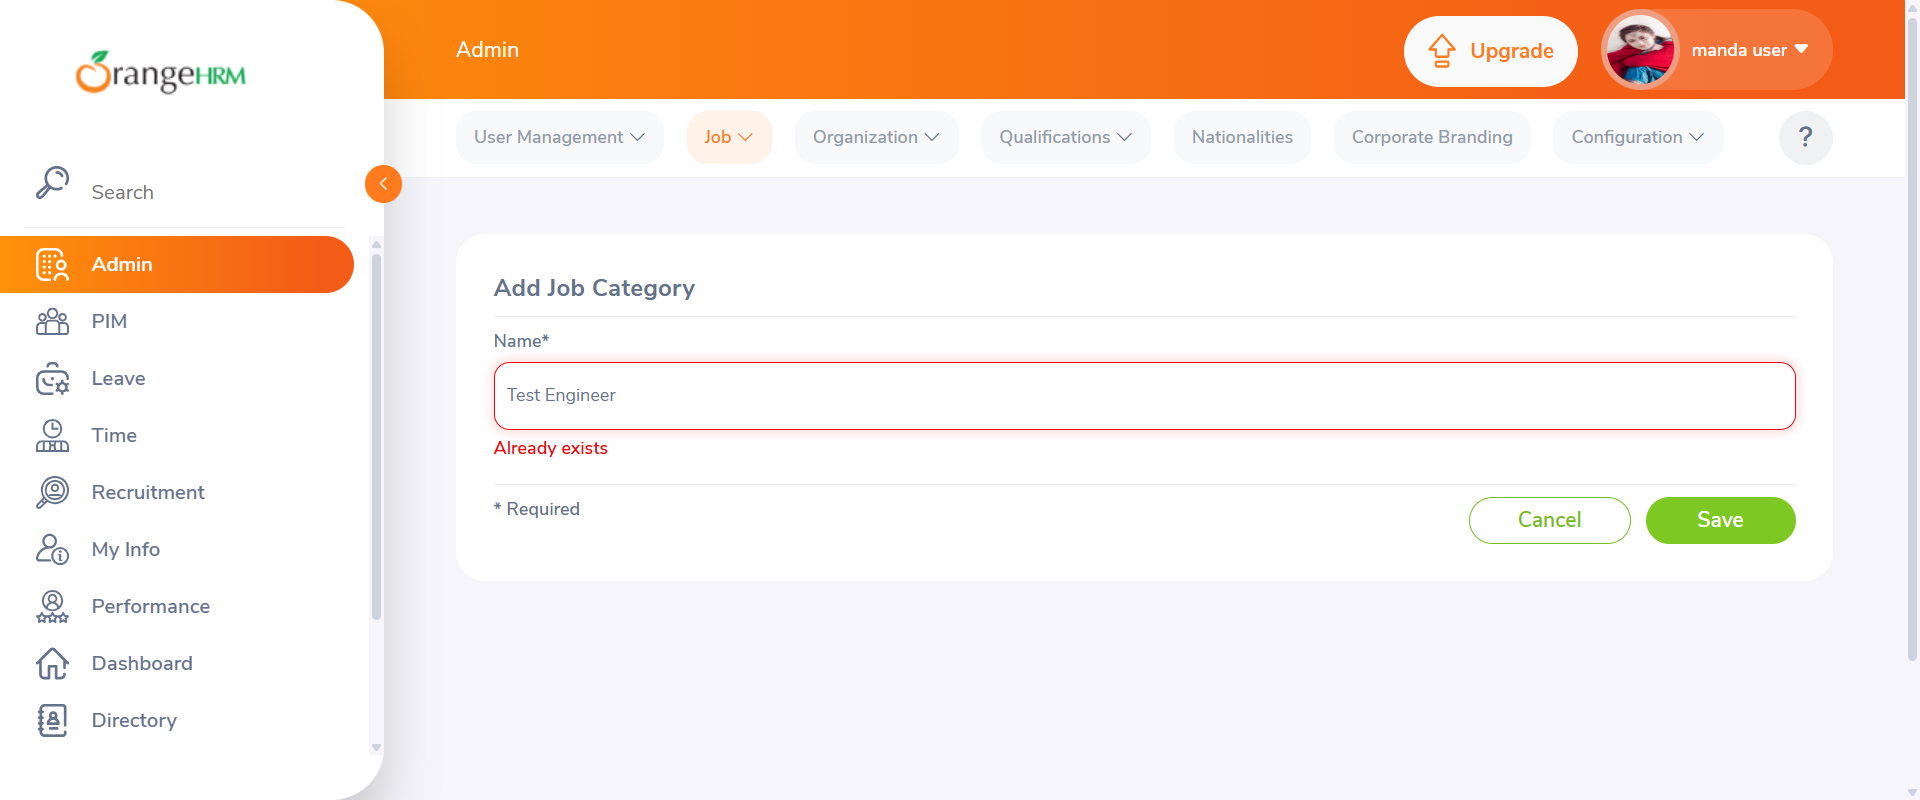 OrangeHRM
Admin
Upgrade
manda user
User Management
Job
Organization
Qualifications
Nationalities
Corporate Branding
Configuration
?
Search
Admin
PIM
Leave
Time
Recruitment
My Info
Performance
Dashboard
Directory
Add Job Category
Name*
Test Engineer
Already exists
* Required
Cancel
Save